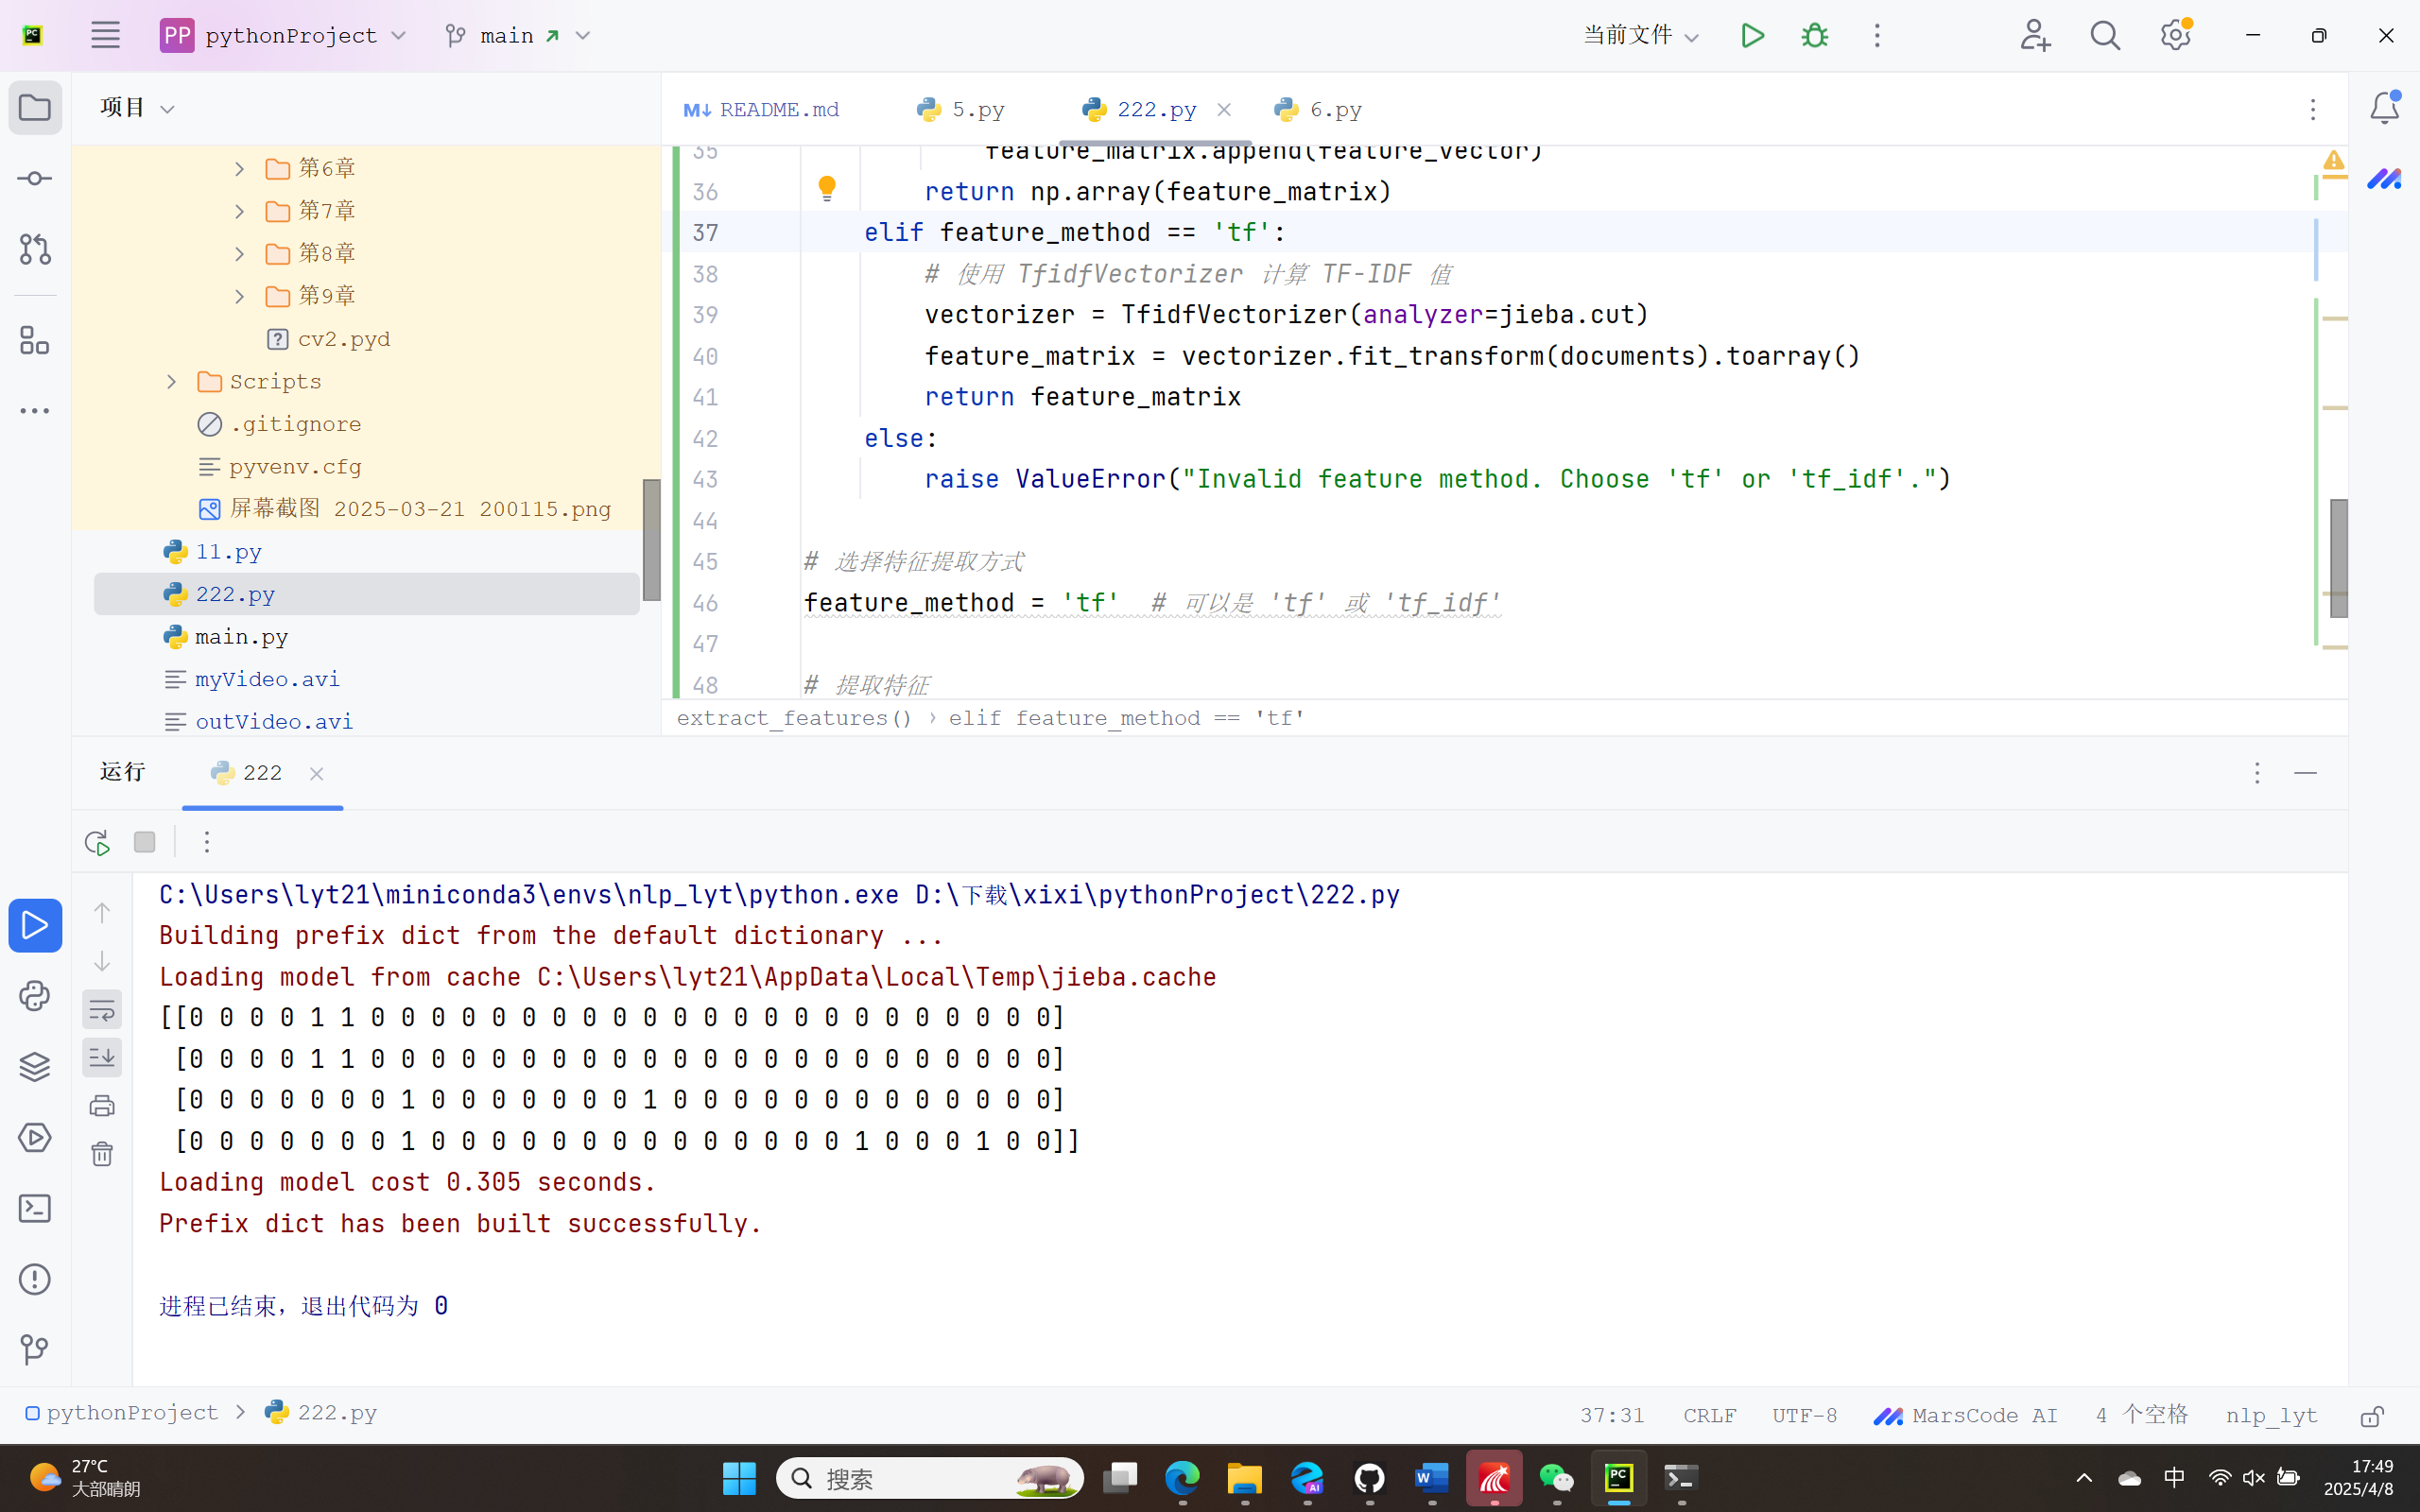 PC
PP pythonProject
main
当前文件
项目
第6章
第7章
第8章
第9章
cv2.pyd
Scripts
.gitignore
pyvenv.cfg
屏幕截图 2025-03-21 200115.png
11.py
222.py
main.py
myVideo.avi
outVideo.avi
README.md
5.py
222.py
6.py
35 feature_matrix.append(feature_vector)
36 return np.array(feature_matrix)
37 elif feature_method == 'tf':
38 # 使用 TfidfVectorizer 计算 TF-IDF 值
39 vectorizer = TfidfVectorizer(analyzer=jieba.cut)
40 feature_matrix = vectorizer.fit_transform(documents).toarray()
41 return feature_matrix
42 else:
43 raise ValueError("Invalid feature method. Choose 'tf' or 'tf_idf'.")
44
45 # 选择特征提取方式
46 feature_method = 'tf'  # 可以是 'tf' 或 'tf_idf'
47
48 # 提取特征
extract_features() › elif feature_method == 'tf'
运行
222
C:\Users\lyt21\miniconda3\envs\nlp_lyt\python.exe D:\下载\xixi\pythonProject\222.py
Building prefix dict from the default dictionary ...
Loading model from cache C:\Users\lyt21\AppData\Local\Temp\jieba.cache
[[0 0 0 0 1 1 0 0 0 0 0 0 0 0 0 0 0 0 0 0 0 0 0 0 0 0 0 0 0]
[0 0 0 0 1 1 0 0 0 0 0 0 0 0 0 0 0 0 0 0 0 0 0 0 0 0 0 0 0]
[0 0 0 0 0 0 0 1 0 0 0 0 0 0 0 1 0 0 0 0 0 0 0 0 0 0 0 0 0]
[0 0 0 0 0 0 0 1 0 0 0 0 0 0 0 0 0 0 0 0 0 0 1 0 0 0 1 0 0]]
Loading model cost 0.305 seconds.
Prefix dict has been built successfully.
进程已结束，退出代码为 0
pythonProject > 222.py
37:31
CRLF
UTF-8
MarsCode AI
4 个空格
nlp_lyt
27°C
大部晴朗
搜索
中
17:49
2025/4/8